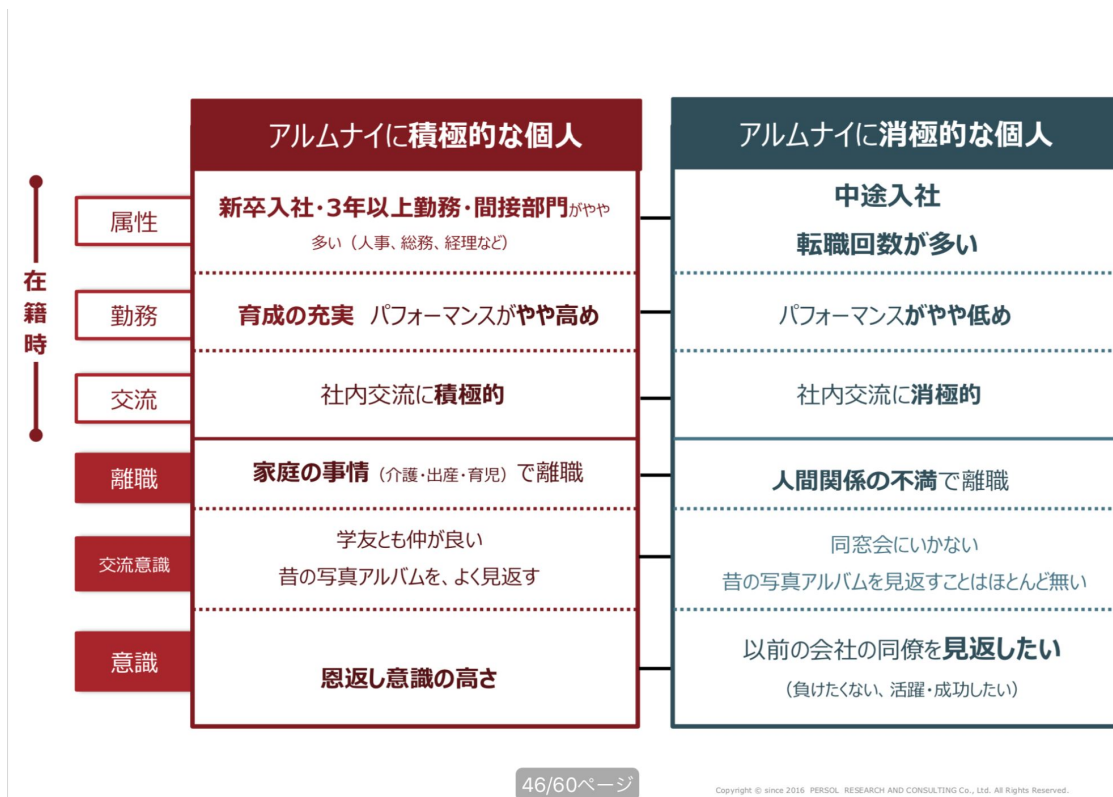 アルムナイに積極的な個人
アルムナイに消極的な個人
在籍時
属性
新卒入社・3年以上勤務・間接部門がやや
多い（人事、総務、経理など）
中途入社
転職回数が多い
勤務
育成の充実 パフォーマンスがやや高め
パフォーマンスがやや低め
交流
社内交流に積極的
社内交流に消極的
離職
家庭の事情（介護・出産・育児）で離職
人間関係の不満で離職
交流意識
学友とも仲が良い
昔の写真アルバムを、よく見返す
同窓会にいかない
昔の写真アルバムを見返すことはほとんど無い
意識
恩返し意識の高さ
以前の会社の同僚を見返したい
（負けたくない、活躍・成功したい）
46/60ページ
Copyright © since 2016 PERSOL RESEARCH AND CONSULTING Co., Ltd. All Rights Reserved.